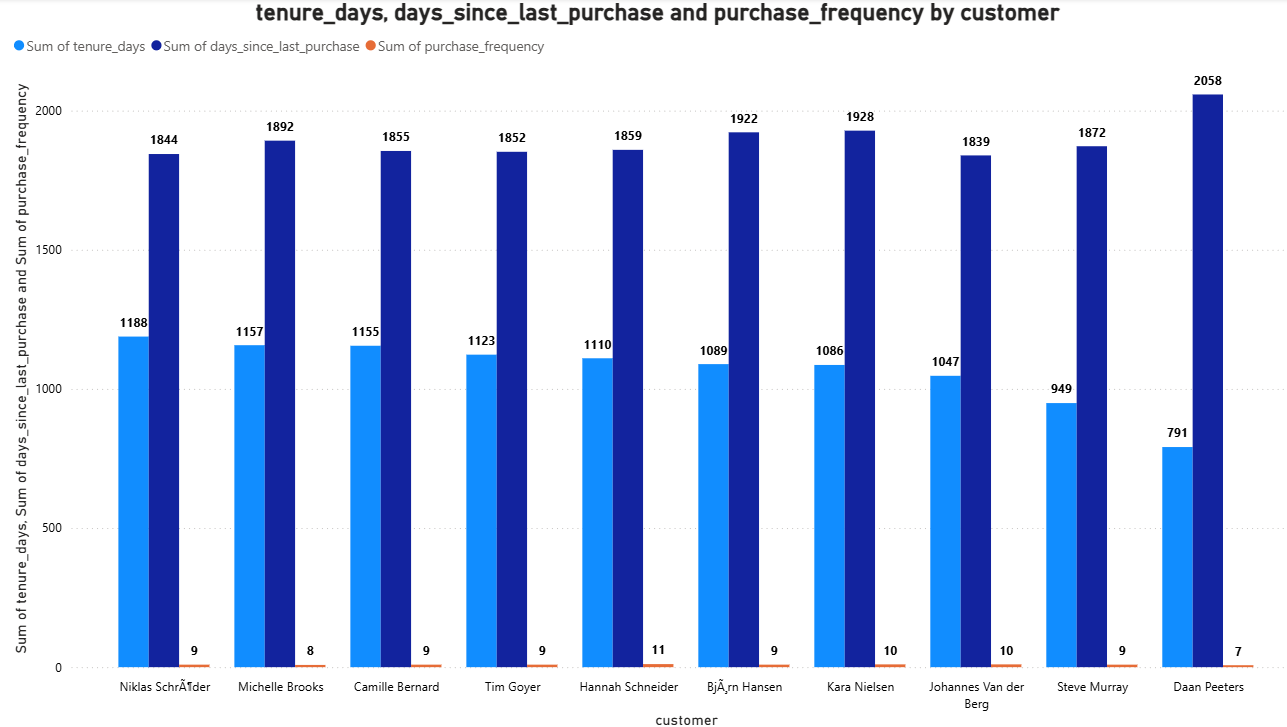 tenure_days, days_since_last_purchase and purchase_frequency by customer
Sum of tenure_days Sum of days_since_last_purchase Sum of purchase_frequency
Sum of tenure_days, Sum of days_since_last_purchase and Sum of purchase_frequency
2000
1500
1000
500
0
1188 1844 9
1157 1892 8
1155 1855 9
1123 1852 9
1110 1859 11
1089 1922 9
1086 1928 10
1047 1839 10
949 1872 9
791 2058 7
Niklas SchrÃ¶der
Michelle Brooks
Camille Bernard
Tim Goyer
Hannah Schneider
BjÃ¸rn Hansen
Kara Nielsen
Johannes Van der
Berg
Steve Murray
Daan Peeters
customer